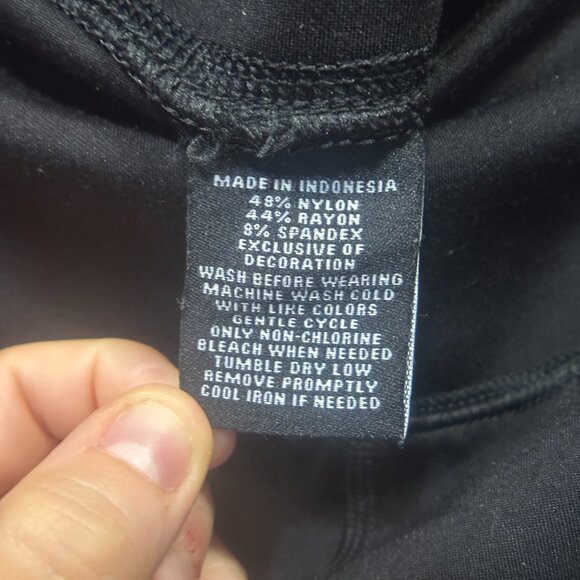 MADE IN INDONESIA
48% NYLON
44% RAYON
8% SPANDEX
EXCLUSIVE OF
DECORATION
WASH BEFORE WEARING
MACHINE WASH COLD
WITH LIKE COLORS
GENTLE CYCLE
ONLY NON-CHLORINE
BLEACH WHEN NEEDED
TUMBLE DRY LOW
REMOVE PROMPTLY
COOL IRON IF NEEDED